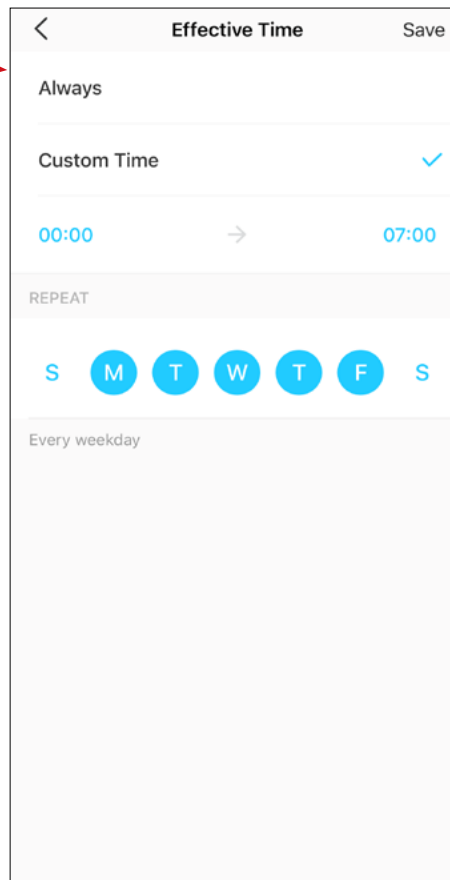 Effective Time Save
Always
Custom Time
00:00 07:00
REPEAT
S M T W T F S
Every weekday